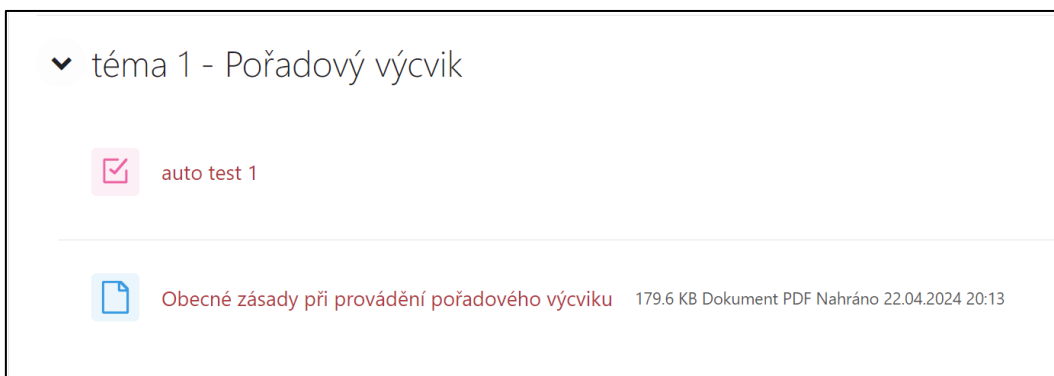 téma 1 - Pořadový výcvik
auto test 1
Obecné zásady při provádění pořadového výcviku 179.6 KB Dokument PDF Nahráno 22.04.2024 20:13